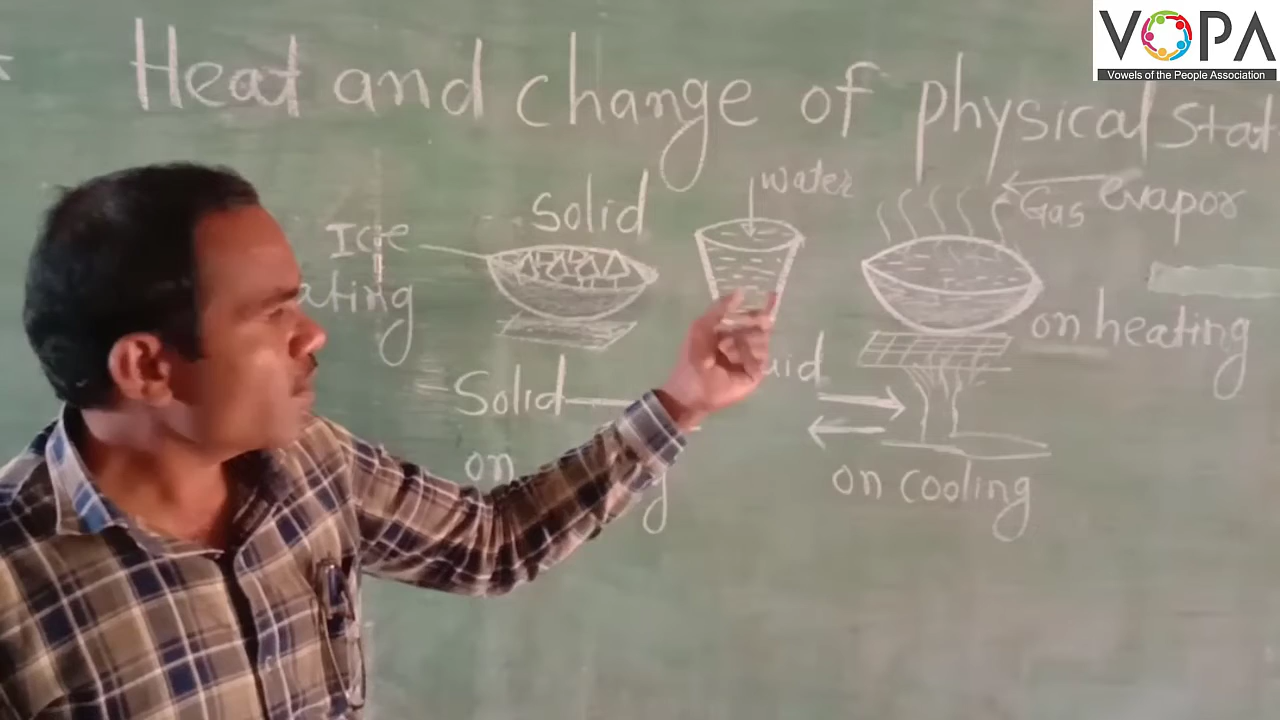 VOPA
Vowels of the People Association
Heat and change of physical Stat
water
Solid
Gas evapor
Ice
ating
on heating
Solid
uid
on
on cooling